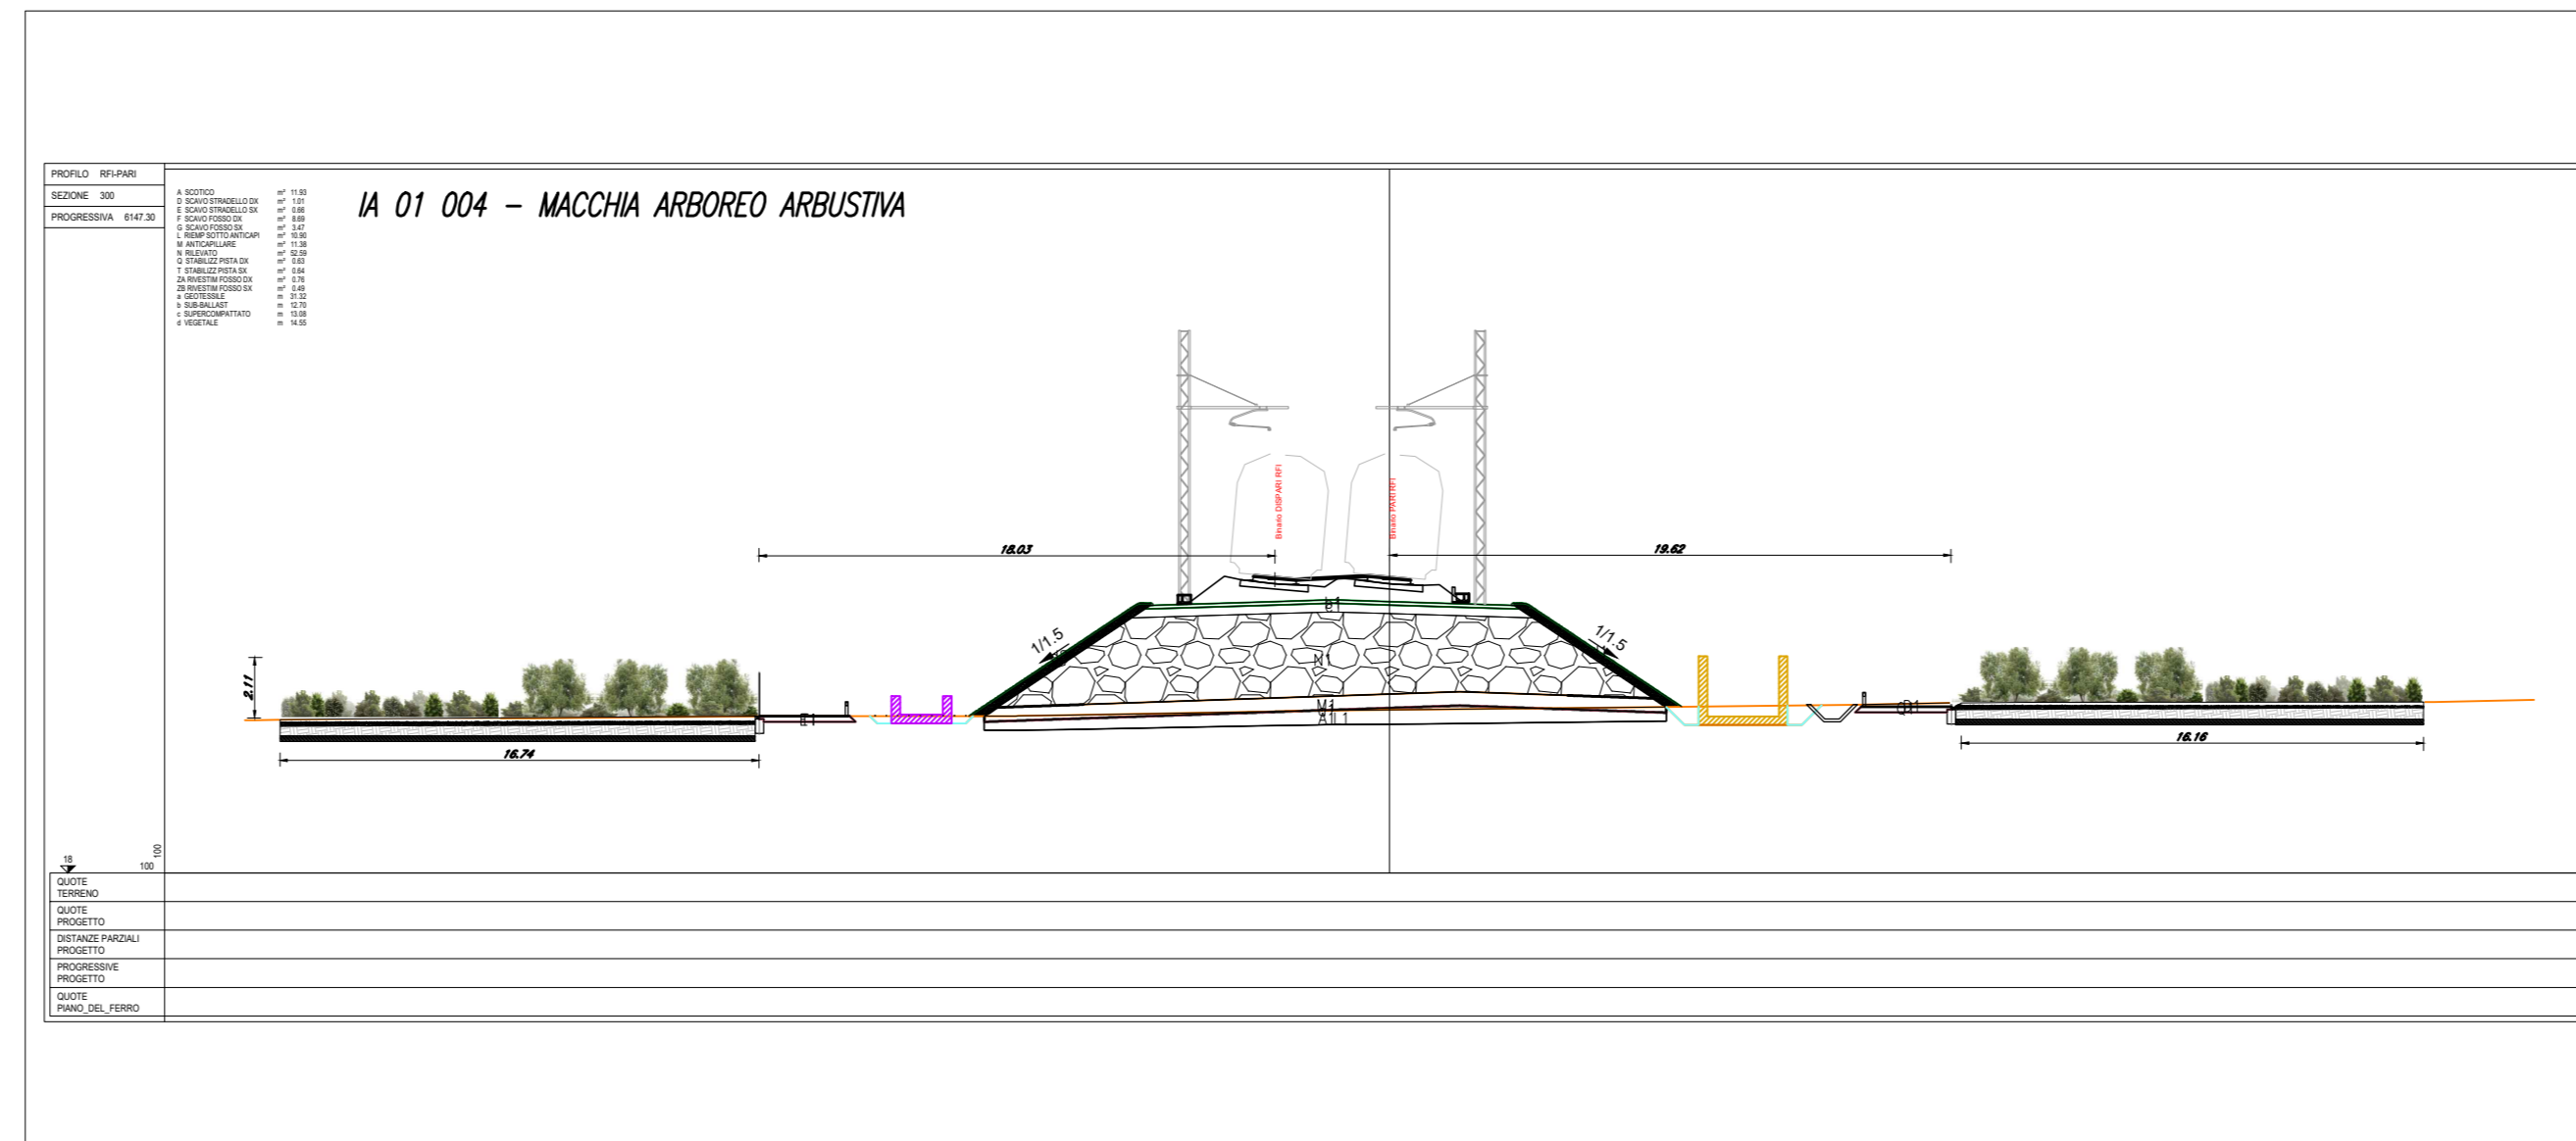 PROFILO RFI-PARI
SEZIONE 300
PROGRESSIVA 6147.30
A SCOTICO m² 11.93
D SCAVO STRADELLO DX m² 1.01
E SCAVO STRADELLO SX m² 0.66
F SCAVO FOSSO DX m² 8.69
G SCAVO FOSSO SX m² 3.47
L RIEMP SOTTO ANTICAPI m² 10.90
M ANTICAPILLARE m² 11.38
N RILEVATO m² 52.59
Q STABILIZZ PISTA DX m² 0.63
T STABILIZZ PISTA SX m² 0.64
ZA RIVESTIM FOSSO DX m² 0.76
ZB RIVESTIM FOSSO SX m² 0.49
a GEOTESSILE m 31.32
b SUB-BALLAST m 12.70
c SUPERCOMPATTATO m 13.08
d VEGETALE m 14.55
IA 01 004 - MACCHIA ARBOREO ARBUSTIVA
Binario DISPARI RFI
Binario PARI RFI
18.03
19.62
1/1.5
1/1.5
N1
2.11
M1
A1L1
16.74
16.16
18
100
100
QUOTE
TERRENO
QUOTE
PROGETTO
DISTANZE PARZIALI
PROGETTO
PROGRESSIVE
PROGETTO
QUOTE
PIANO_DEL_FERRO